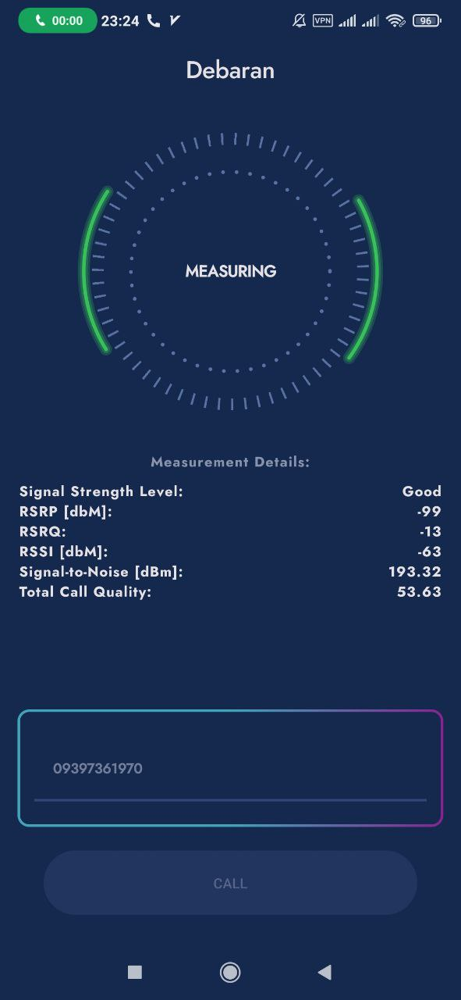 00:00 23:24 VPN 96
Debaran
MEASURING
Measurement Details:
Signal Strength Level: Good
RSRP [dbM]: -99
RSRQ: -13
RSSI [dbM]: -63
Signal-to-Noise [dBm]: 193.32
Total Call Quality: 53.63
09397361970
CALL